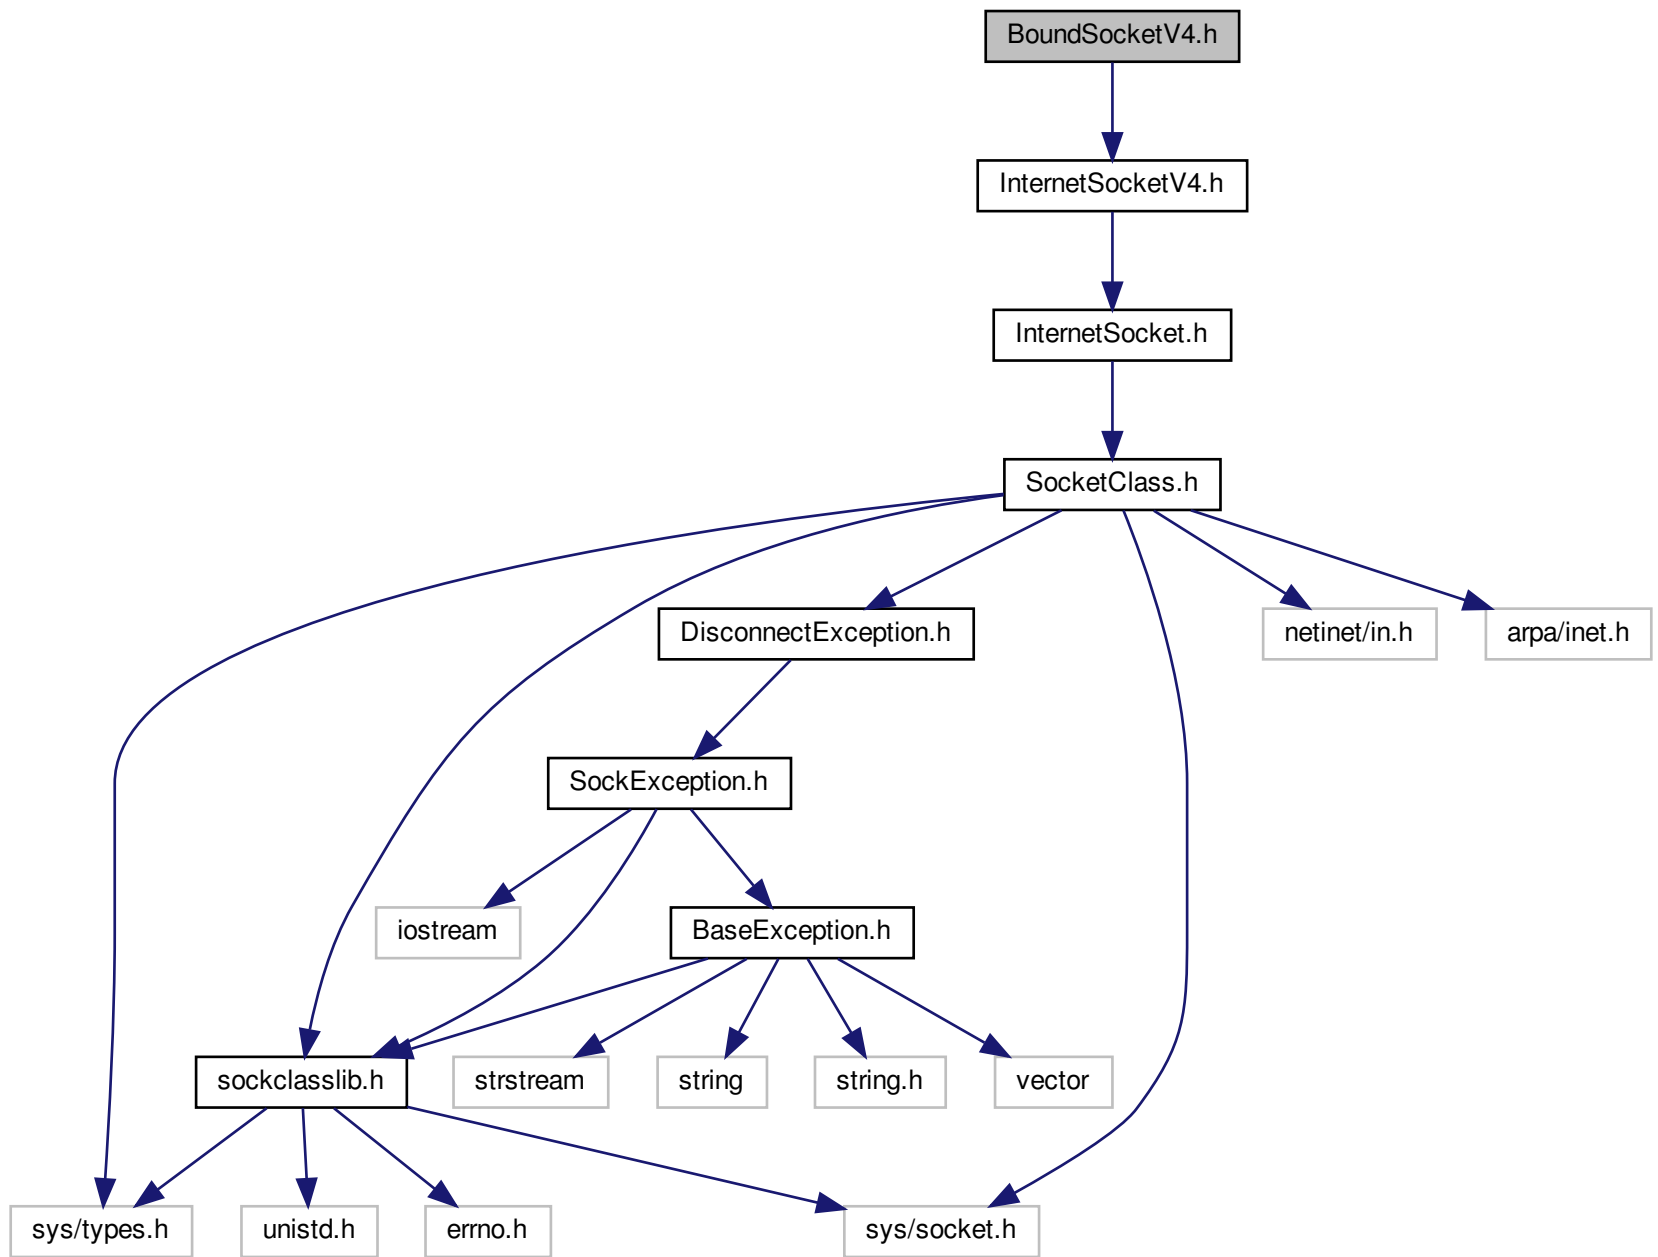 BoundSocketV4.h
InternetSocketV4.h
InternetSocket.h
SocketClass.h
DisconnectException.h
netinet/in.h
arpa/inet.h
SockException.h
iostream
BaseException.h
sockclasslib.h
strstream
string
string.h
vector
sys/types.h
unistd.h
errno.h
sys/socket.h